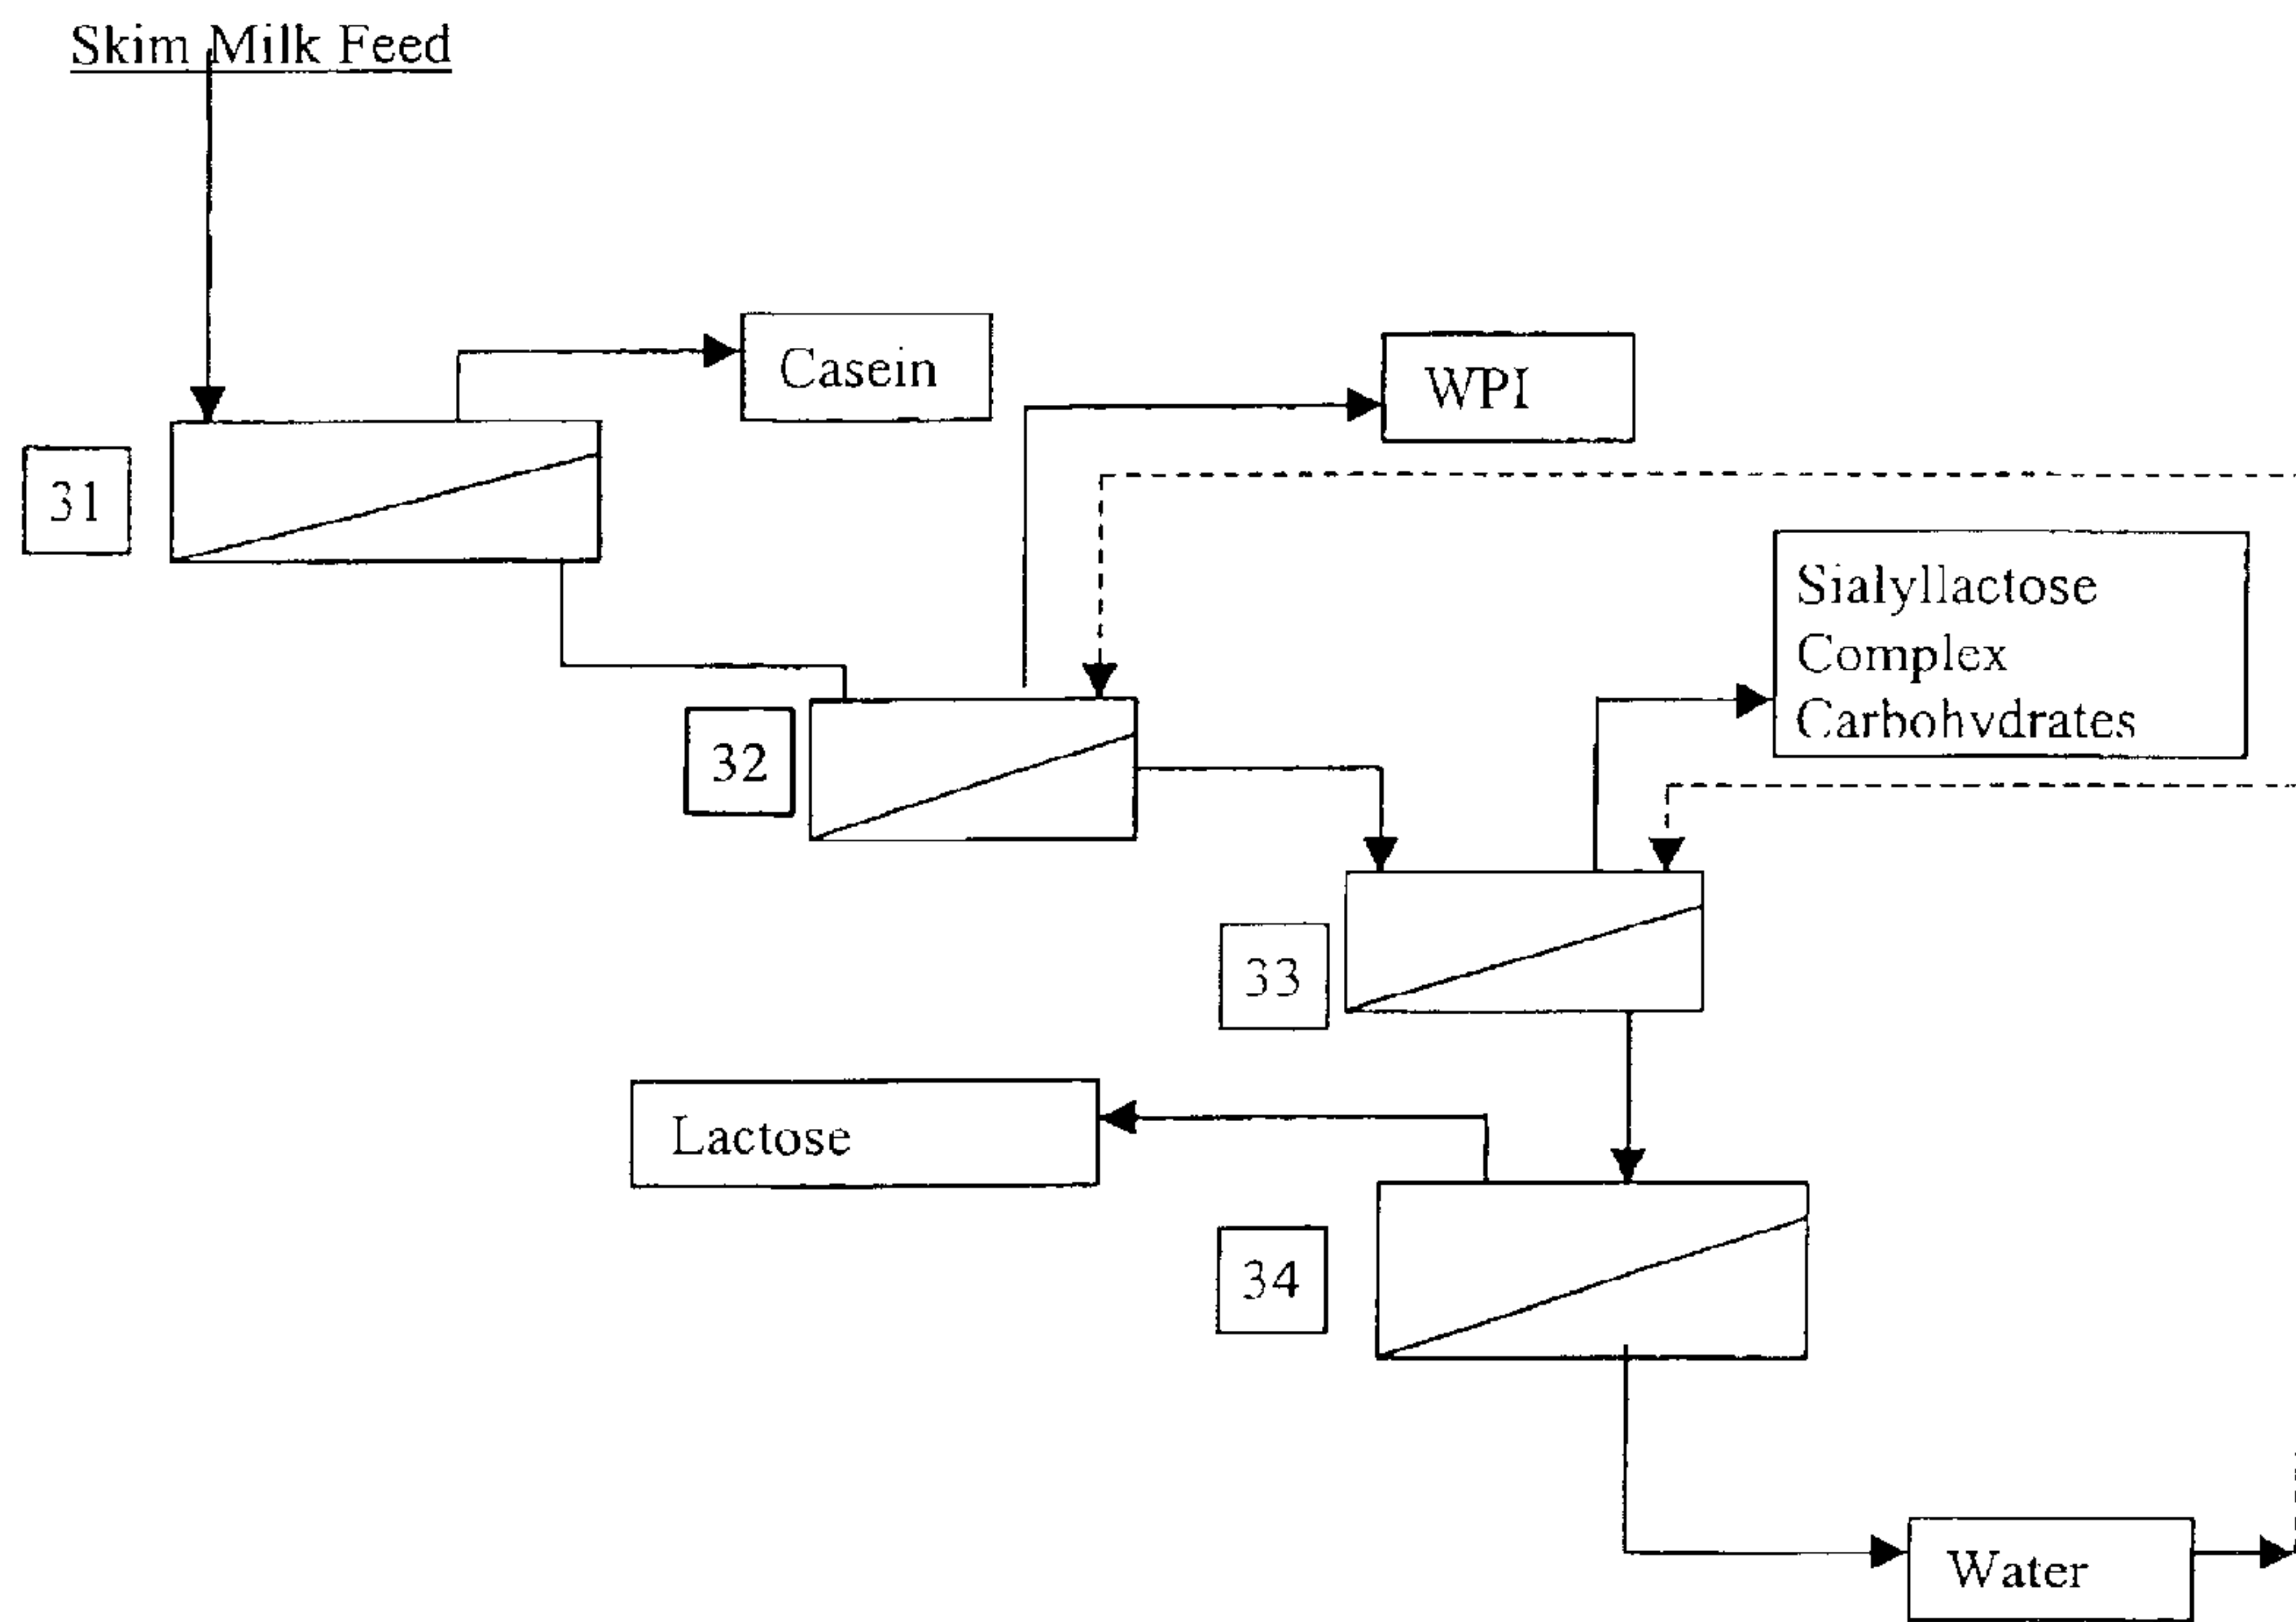 Skim Milk Feed
Casein
WPI
31
Sialyllactose
Complex
Carbohydrates
32
33
Lactose
34
Water